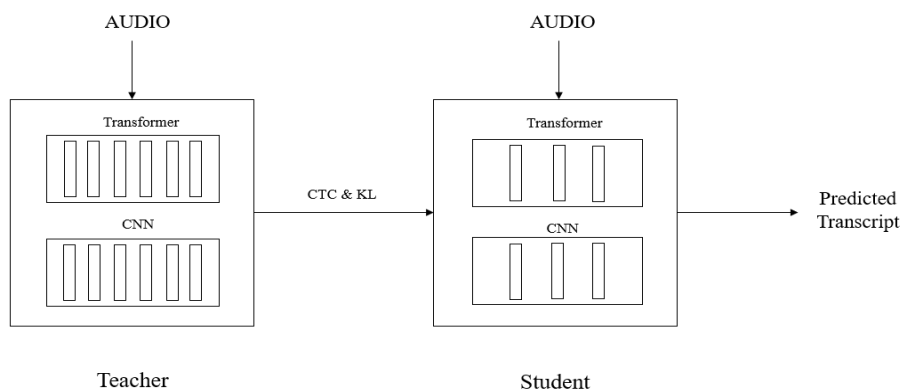 AUDIO
AUDIO
Transformer
Transformer
CTC & KL
CNN
CNN
Predicted
Transcript
Teacher
Student